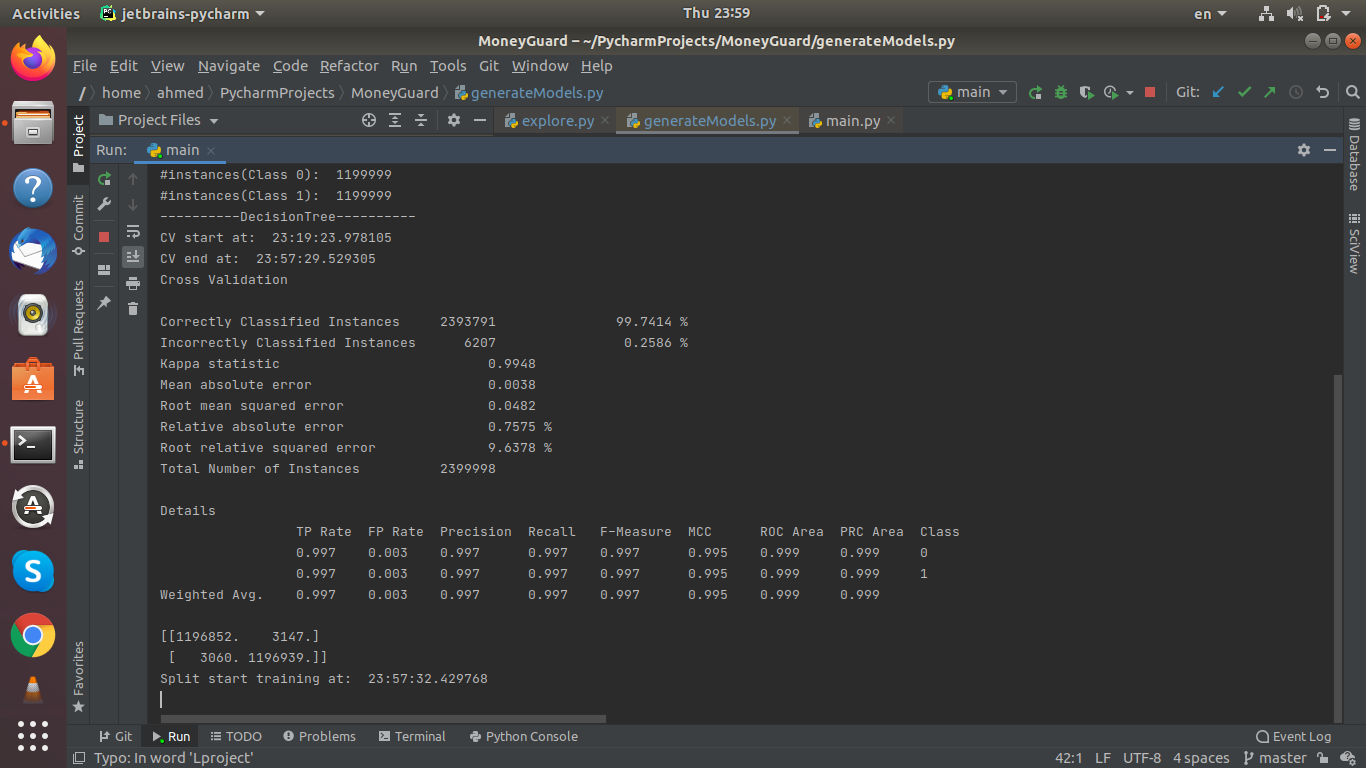 Activities jetbrains-pycharm Thu 23:59 en
MoneyGuard – ~/PycharmProjects/MoneyGuard/generateModels.py
File Edit View Navigate Code Refactor Run Tools Git Window Help
/ home ahmed PycharmProjects MoneyGuard generateModels.py main Git:
Project Files explore.py generateModels.py main.py
Run: main
#instances(Class 0):  1199999
#instances(Class 1):  1199999
----------DecisionTree----------
CV start at:  23:19:23.978105
CV end at:  23:57:29.529305
Cross Validation
Correctly Classified Instances     2393791               99.7414 %
Incorrectly Classified Instances      6207                0.2586 %
Kappa statistic                          0.9948
Mean absolute error                      0.0038
Root mean squared error                  0.0482
Relative absolute error                  0.7575 %
Root relative squared error              9.6378 %
Total Number of Instances          2399998
Details
                 TP Rate  FP Rate  Precision  Recall   F-Measure  MCC      ROC Area  PRC Area  Class
                 0.997    0.003    0.997      0.997    0.997      0.995    0.999     0.999     0
                 0.997    0.003    0.997      0.997    0.997      0.995    0.999     0.999     1
Weighted Avg.    0.997    0.003    0.997      0.997    0.997      0.995    0.999     0.999
[[1196852.    3147.]
 [   3060. 1196939.]]
Split start training at:  23:57:32.429768
Project
Commit
Pull Requests
Structure
Favorites
Database
SciView
Git Run TODO Problems Terminal Python Console Event Log
Typo: In word 'Lproject' 42:1 LF UTF-8 4 spaces master